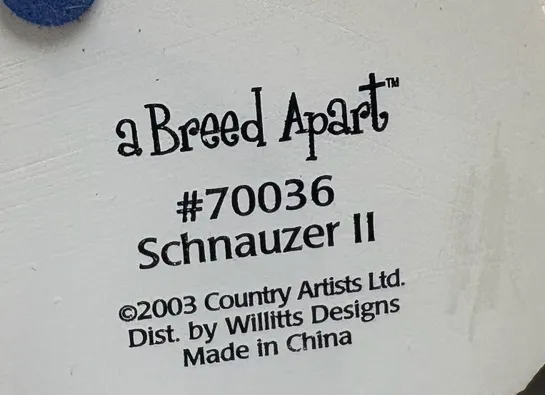 a Breed Apart™
#70036
Schnauzer II
©2003 Country Artists Ltd.
Dist. by Willitts Designs
Made in China